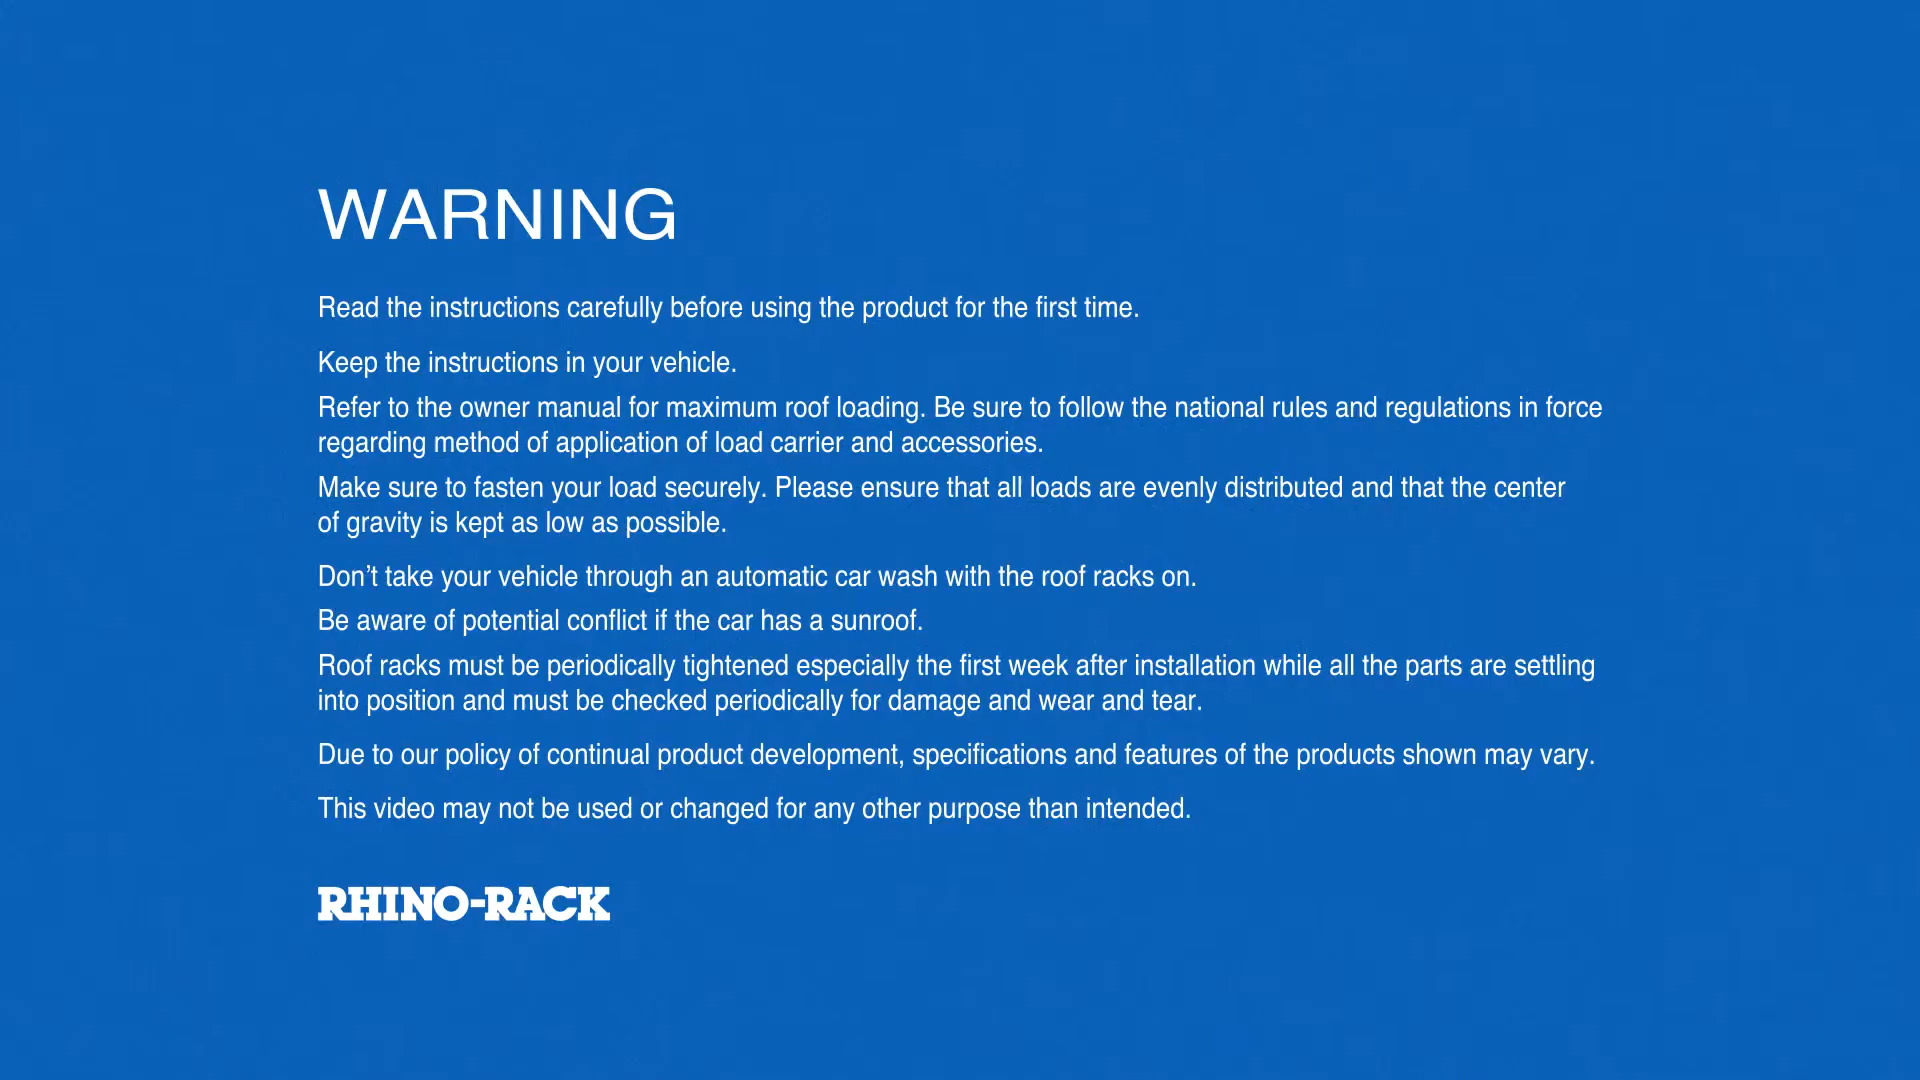 WARNING
Read the instructions carefully before using the product for the first time.
Keep the instructions in your vehicle.
Refer to the owner manual for maximum roof loading. Be sure to follow the national rules and regulations in force
regarding method of application of load carrier and accessories.
Make sure to fasten your load securely. Please ensure that all loads are evenly distributed and that the center
of gravity is kept as low as possible.
Don’t take your vehicle through an automatic car wash with the roof racks on.
Be aware of potential conflict if the car has a sunroof.
Roof racks must be periodically tightened especially the first week after installation while all the parts are settling
into position and must be checked periodically for damage and wear and tear.
Due to our policy of continual product development, specifications and features of the products shown may vary.
This video may not be used or changed for any other purpose than intended.
RHINO-RACK